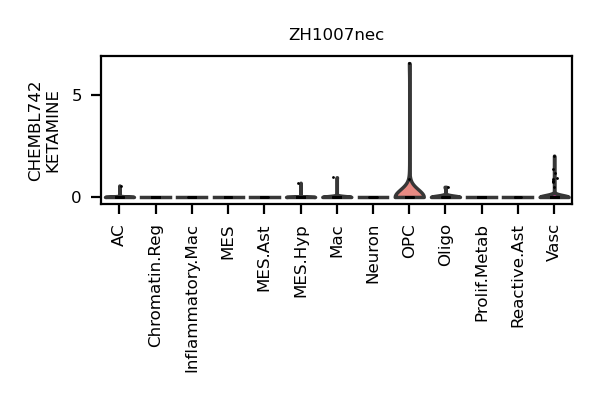 ZH1007nec
CHEMBL742
KETAMINE
5
0
AC
Chromatin.Reg
Inflammatory.Mac
MES
MES.Ast
MES.Hyp
Mac
Neuron
OPC
Oligo
Prolif.Metab
Reactive.Ast
Vasc